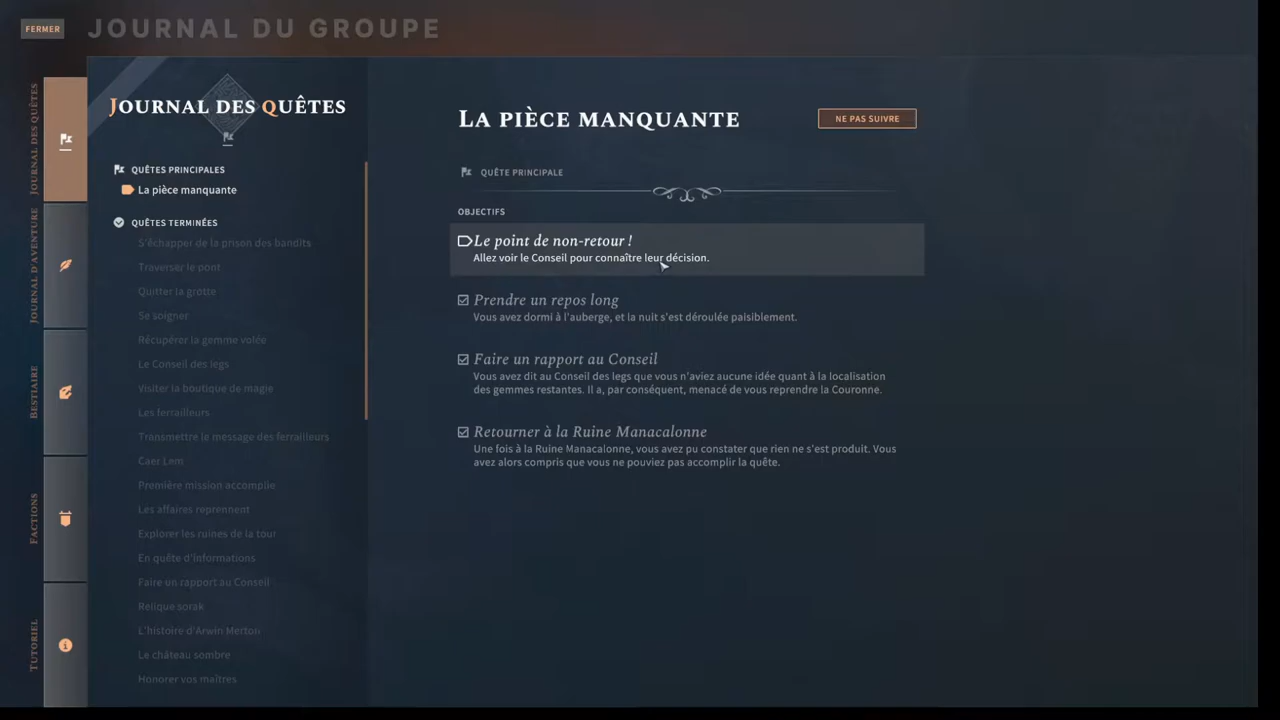 FERMER
JOURNAL DU GROUPE
JOURNAL DES QUÊTES
JOURNAL D'AVENTURE
BESTIAIRE
FACTIONS
TUTORIEL
JOURNAL DES QUÊTES
QUÊTES PRINCIPALES
La pièce manquante
QUÊTES TERMINÉES
S'échapper de la prison des bandits
Traverser le pont
Quitter la grotte
Se soigner
Récupérer la gemme volée
Le Conseil des legs
Visiter la boutique de magie
Les ferrailleurs
Transmettre le message des ferrailleurs
Caer Lem
Première mission accomplie
Les affaires reprennent
Explorer les ruines de la tour
En quête d'informations
Faire un rapport au Conseil
Relique sorak
L'histoire d'Arwin Merton
Le château sombre
Honorer vos maîtres
LA PIÈCE MANQUANTE
NE PAS SUIVRE
QUÊTE PRINCIPALE
OBJECTIFS
Le point de non-retour !
Allez voir le Conseil pour connaître leur décision.
Prendre un repos long
Vous avez dormi à l'auberge, et la nuit s'est déroulée paisiblement.
Faire un rapport au Conseil
Vous avez dit au Conseil des legs que vous n'aviez aucune idée quant à la localisation
des gemmes restantes. Il a, par conséquent, menacé de vous reprendre la Couronne.
Retourner à la Ruine Manacalonne
Une fois à la Ruine Manacalonne, vous avez pu constater que rien ne s'est produit. Vous
avez alors compris que vous ne pouviez pas accomplir la quête.